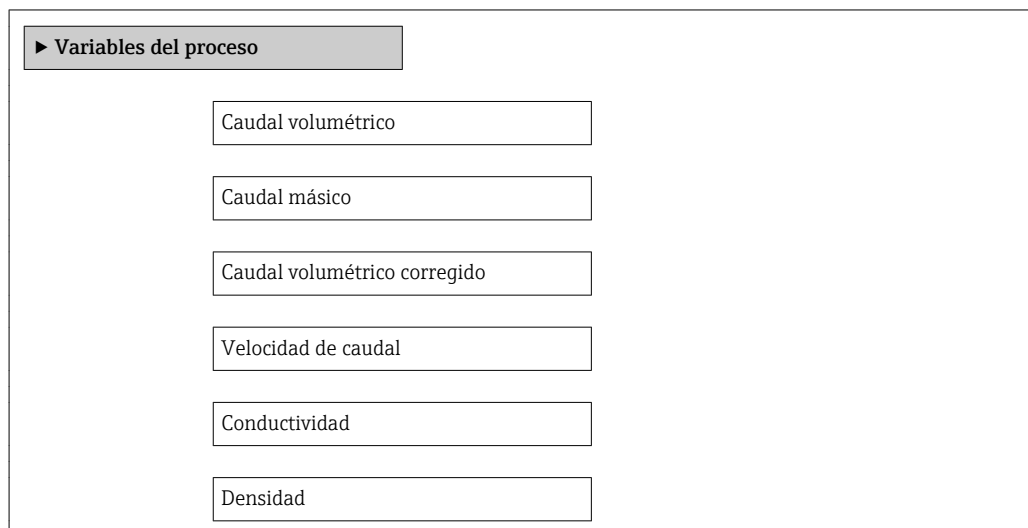 ▶ Variables del proceso
Caudal volumétrico
Caudal másico
Caudal volumétrico corregido
Velocidad de caudal
Conductividad
Densidad